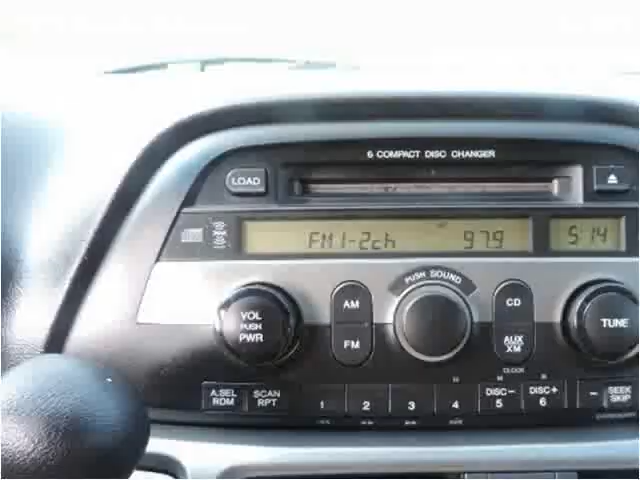 6 COMPACT DISC CHANGER
LOAD
FM1-2ch 97.9 5:14
PUSH SOUND
VOL PUSH PWR
AM
FM
CD
AUX XM
TUNE
CLOCK
H M R
A.SEL RDM
SCAN RPT
1 2 3 4
DISC- 5
DISC+ 6
- SEEK SKIP